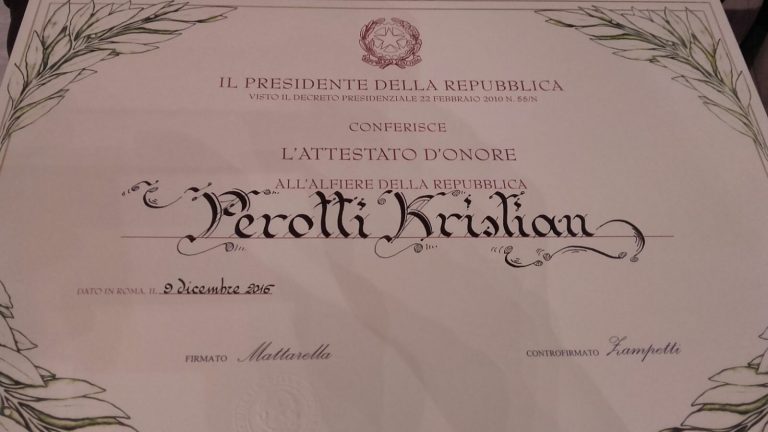 IL PRESIDENTE DELLA REPUBBLICA
VISTO IL DECRETO PRESIDENZIALE 22 FEBBRAIO 2010 N. 55/N
CONFERISCE
L'ATTESTATO D'ONORE
ALL'ALFIERE DELLA REPUBBLICA
Perotti Kristian
DATO IN ROMA, IL 9 dicembre 2016
FIRMATO Mattarella
CONTROFIRMATO Zampetti